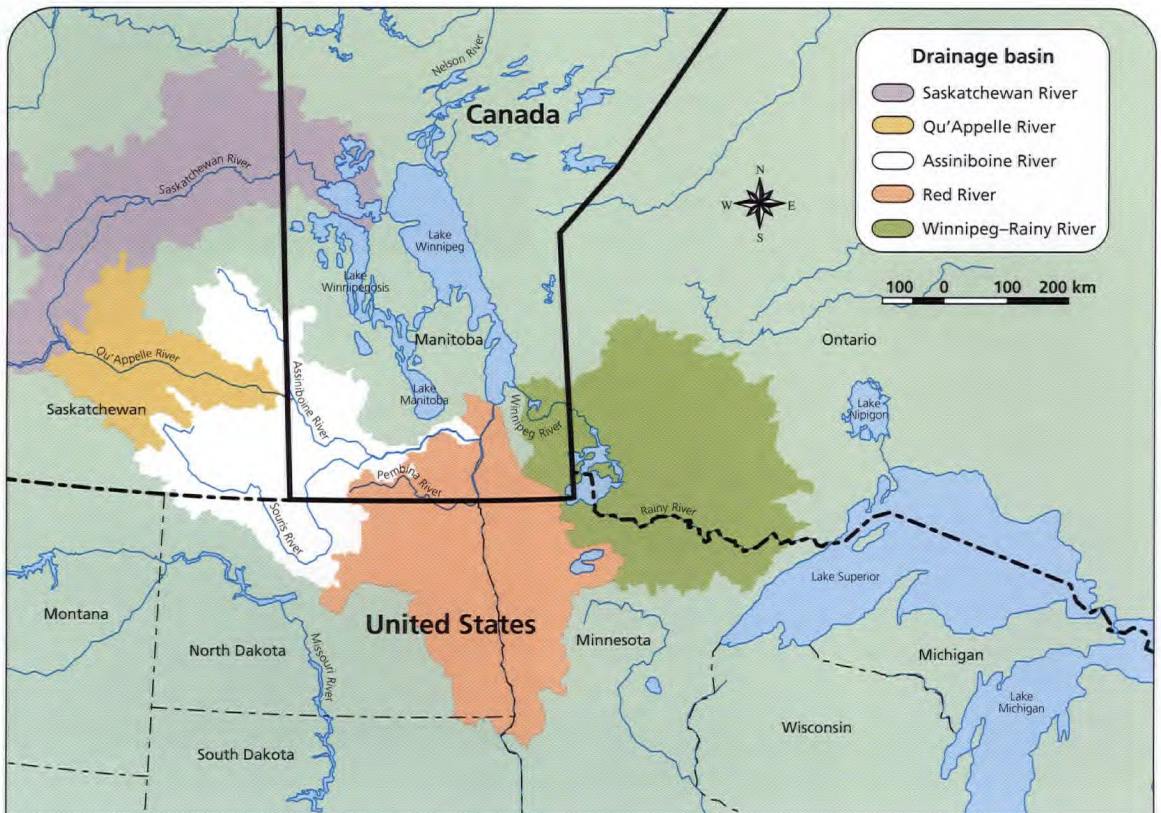 Nelson River
Canada
Drainage basin
Saskatchewan River
Qu'Appelle River
Assiniboine River
Red River
Winnipeg–Rainy River
Saskatchewan River
N
W
E
S
Lake
Winnipeg
Lake
Winnipegosis
100 0 100 200 km
Manitoba
Ontario
Qu'Appelle River
Assiniboine River
Lake
Manitoba
Winnipeg River
Saskatchewan
Lake
Nipigon
Pembina River
Souris River
Rainy River
Lake Superior
Montana
United States
Minnesota
North Dakota
Missouri River
Michigan
Lake
Michigan
Wisconsin
South Dakota